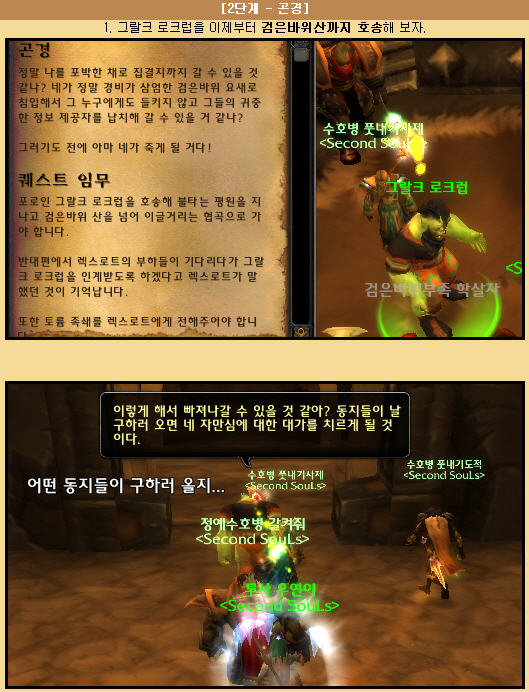 [2단계 - 곤경]
1. 그랄크 로크럽을 이제부터 검은바위산까지 호송해 보자.
곤경
정말 나를 포박한 채로 집결지까지 갈 수 있을 것
같나? 네가 정말 경비가 삼엄한 검은바위 요새로
침입해서 그 누구에게도 들키지 않고 그들의 귀중
한 정보 제공자를 납치해 갈 수 있을 거 같나?
그러기도 전에 아마 네가 죽게 될 거다!
퀘스트 임무
포로인 그랄크 로크럽을 호송해 불타는 평원을 지
나고 검은바위 산을 넘어 이글거리는 협곡으로 가
야 합니다.
반대편에서 렉스로트의 부하들이 기다리다가 그랄
크 로크럽을 인계받도록 하겠다고 렉스로트가 말
했던 것이 기억납니다.
또한 토륨 족쇄를 렉스로트에게 전해주어야 합니
수호병 풋내기사제
<Second SouLs>
그랄크 로크럽
<S
검은바위부족 학살자
이렇게 해서 빠져나갈 수 있을 것 같아? 동지들이 날
구하러 오면 네 자만심에 대한 대가를 치르게 될 것
이다.
어떤 동지들이 구하러 올지...
수호병 풋내기사제
<Second SouLs>
수호병 풋내기도적
<Second SouLs>
정예수호병 갈켜줘
<Second SouLs>
투사 우연이
<Second SouLs>